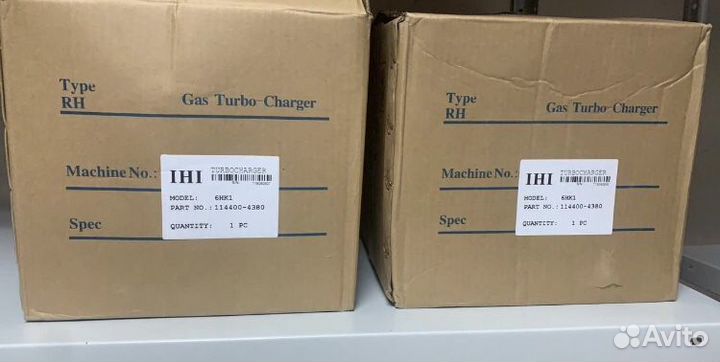 Type
RH
Gas Turbo-Charger
Machine No.:
IHI
TURBOCHARGER
S/N
MODEL: 6HK1
PART NO.:114400-4380
QUANTITY: 1 PC
Spec
Type
RH
Gas Turbo-Charger
Machine No.:
IHI
TURBOCHARGER
S/N
MODEL: 6HK1
PART NO.:114400-4380
QUANTITY: 1 PC
Spec
Avito